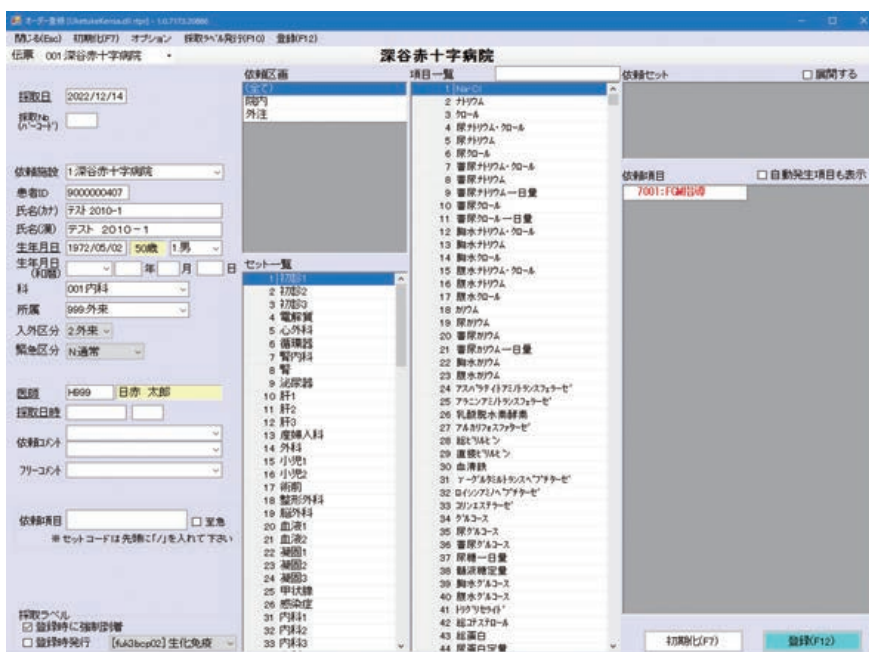 オーダー登録 [UketukeKensa.dll rtpr] - 1.0.7173.20866
閉じる(Esc) 初期化(F7) オプション 採取ラベル発行(F10) 登録(F12)
伝票 001 深谷赤十字病院
深谷赤十字病院
採取日 2022/12/14
採取No
(バーコード)
依頼施設 1:深谷赤十字病院
患者ID 9000000407
氏名(カナ) テスト 2010-1
氏名(漢) テスト 2010-1
生年月日 1972/05/02 50歳 1:男
生年月日
(和暦) 年 月 日
科 001:内科
所属 999:外来
入外区分 2:外来
緊急区分 N:通常
医師 H999 日赤 太郎
採取日時
依頼コメント
フリーコメント
依頼項目 至急
※セットコードは先頭に「/」を入れて下さい
採取ラベル
登録時に強制到着
登録時発行 [fuk3bcp02] 生化免疫
依頼区画
(全て)
院内
外注
セット一覧
1 初診1
2 初診2
3 初診3
4 電解質
5 心外科
6 循環器
7 腎内科
8 腎
9 泌尿器
10 肝1
11 肝2
12 肝3
13 産婦人科
14 外科
15 小児1
16 小児2
17 術前
18 整形外科
19 脳外科
20 血液1
21 血液2
22 凝固1
23 凝固2
24 凝固3
25 甲状腺
26 感染症
31 内科1
32 内科2
33 内科3
項目一覧
1 Na-Cl
2 ナトリウム
3 クロール
4 尿ナトリウム・クロール
5 尿ナトリウム
6 尿クロール
7 蓄尿ナトリウム・クロール
8 蓄尿ナトリウム
9 蓄尿ナトリウム一日量
10 蓄尿クロール
11 蓄尿クロール一日量
12 胸水ナトリウム・クロール
13 胸水ナトリウム
14 胸水クロール
15 腹水ナトリウム・クロール
16 腹水ナトリウム
17 腹水クロール
18 カリウム
19 尿カリウム
20 蓄尿カリウム
21 蓄尿カリウム一日量
22 胸水カリウム
23 腹水カリウム
24 アスパラテイトアミノトランスフェラーゼ
25 アラニンアミノトランスフェラーゼ
26 乳酸脱水素酵素
27 アルカリフォスファターゼ
28 総ビリルビン
29 直接ビリルビン
30 血清鉄
31 γ-グルタミルトランスペプチダーゼ
32 ロイシンアミノペプチダーゼ
33 コリンエステラーゼ
34 グルコース
35 尿グルコース
36 蓄尿グルコース
37 尿糖一日量
38 髄液糖定量
39 胸水グルコース
40 腹水グルコース
41 トリグリセライド
42 総コレステロール
43 総蛋白
44 尿蛋白定量
依頼セット 展開する
依頼項目 自動発生項目も表示
7001:FGM指導
初期化(F7) 登録(F12)